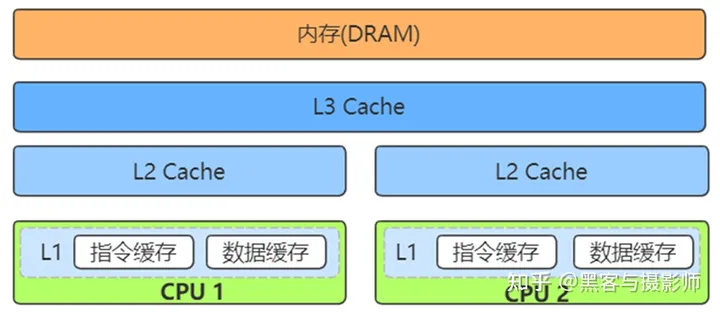 内存(DRAM)
L3 Cache
L2 Cache L2 Cache
L1 指令缓存 数据缓存 L1 指令缓存 数据缓存
CPU 1 CPU 2
知乎 @黑客与摄影师